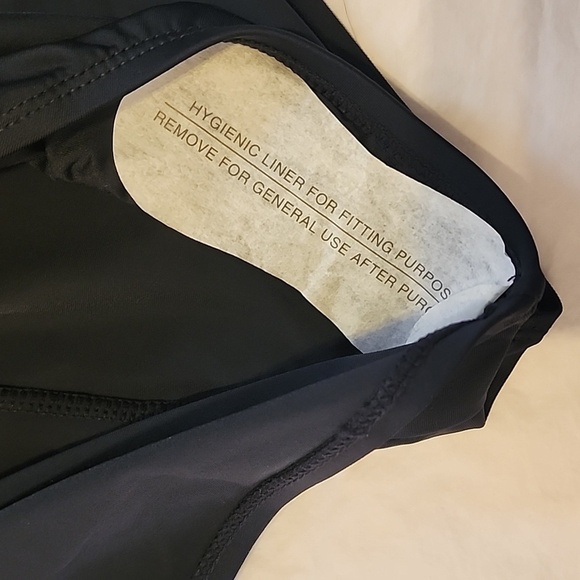 HYGIENIC LINER FOR FITTING PURPOS
REMOVE FOR GENERAL USE AFTER PURC